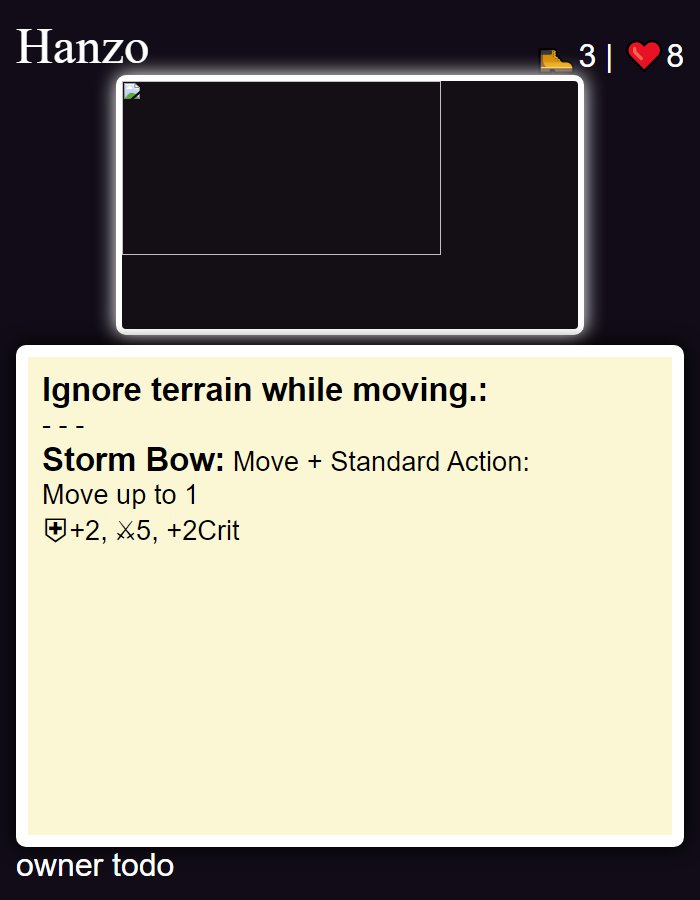 Hanzo
🥾3 | ❤️8
Ignore terrain while moving.:
- - -
Storm Bow: Move + Standard Action:
Move up to 1
⛨+2, ⚔5, +2Crit
owner todo